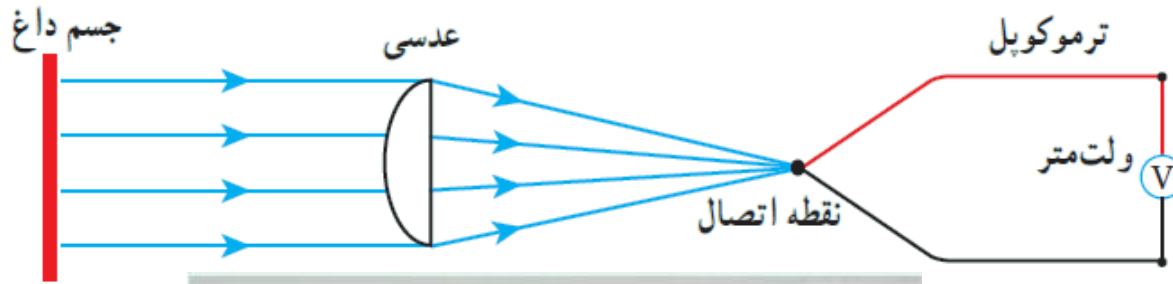 جسم داغ
عدسی
ترموکوپل
ولت‌متر
V
نقطه اتصال